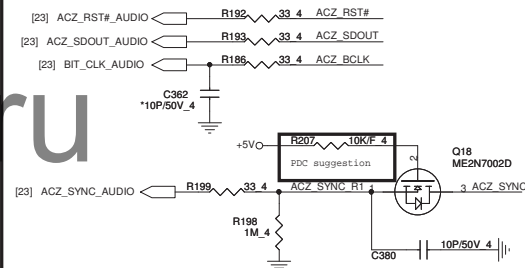 [23] ACZ_RST#_AUDIO R192 33_4 ACZ_RST#
[23] ACZ_SDOUT_AUDIO R193 33_4 ACZ_SDOUT
[23] BIT_CLK_AUDIO R186 33_4 ACZ_BCLK
C362
*10P/50V_4
ru
+5V R207 10K/F_4
PDC suggestion
Q18
ME2N7002D
2
[23] ACZ_SYNC_AUDIO R199 33_4 ACZ_SYNC_R1 1 3 ACZ_SYNC
R198
1M_4
C380 10P/50V_4